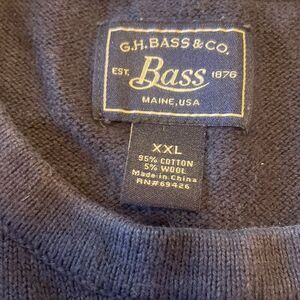 G.H.BASS&CO.
EST. Bass 1876
MAINE,USA
XXL
95% COTTON
5% WOOL
Made in China
RN#69426